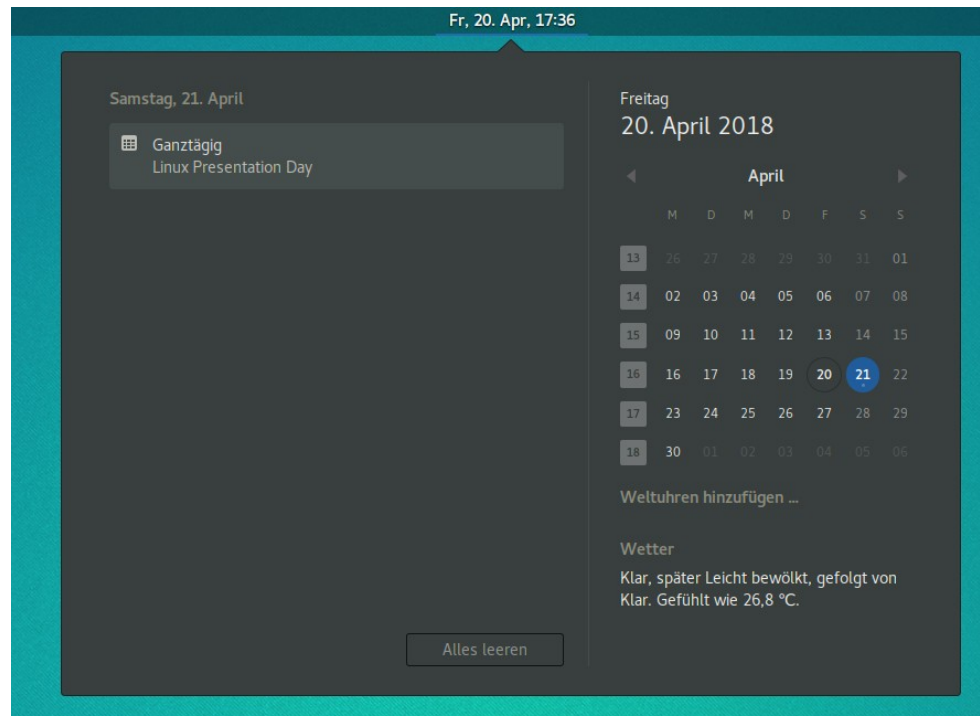 Fr, 20. Apr, 17:36
Samstag, 21. April
Ganztägig
Linux Presentation Day
Alles leeren
Freitag
20. April 2018
April
M D M D F S S
13 26 27 28 29 30 31 01
14 02 03 04 05 06 07 08
15 09 10 11 12 13 14 15
16 16 17 18 19 20 21 22
17 23 24 25 26 27 28 29
18 30 01 02 03 04 05 06
Weltuhren hinzufügen ...
Wetter
Klar, später Leicht bewölkt, gefolgt von
Klar. Gefühlt wie 26,8 °C.